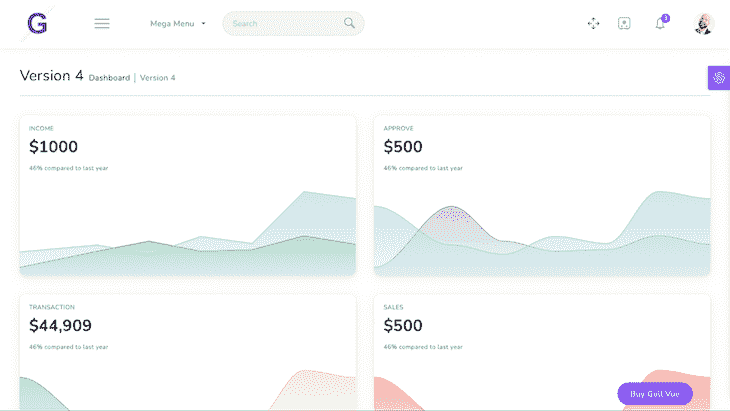 G
Mega Menu
Search
3
Version 4 Dashboard | Version 4
INCOME
$1000
46% compared to last year
APPROVE
$500
46% compared to last year
TRANSACTION
$44,909
46% compared to last year
SALES
$500
46% compared to last year
Buy Gull Vue